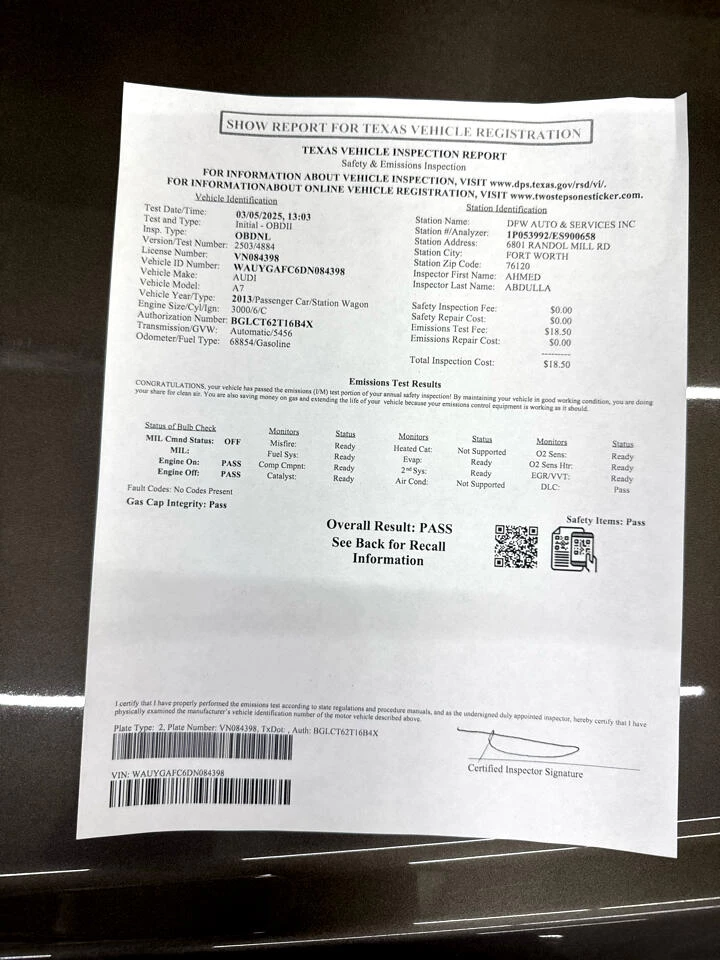 SHOW REPORT FOR TEXAS VEHICLE REGISTRATION
TEXAS VEHICLE INSPECTION REPORT
Safety & Emissions Inspection
FOR INFORMATION ABOUT VEHICLE INSPECTION, VISIT www.dps.texas.gov/rsd/vi/.
FOR INFORMATIONABOUT ONLINE VEHICLE REGISTRATION, VISIT www.twostepsonesticker.com.
Vehicle Identification
Test Date/Time: 03/05/2025, 13:03
Test and Type: Initial - OBDII
Insp. Type: OBDNL
Version/Test Number: 2503/4884
License Number: VN084398
Vehicle ID Number: WAUYGAFC6DN084398
Vehicle Make: AUDI
Vehicle Model: A7
Vehicle Year/Type: 2013/Passenger Car/Station Wagon
Engine Size/Cyl/Ign: 3000/6/C
Authorization Number: BGLCT62T16B4X
Transmission/GVW: Automatic/5456
Odometer/Fuel Type: 68854/Gasoline
Station Identification
Station Name: DFW AUTO & SERVICES INC
Station #/Analyzer: 1P053992/ES900658
Station Address: 6801 RANDOL MILL RD
Station City: FORT WORTH
Station Zip Code: 76120
Inspector First Name: AHMED
Inspector Last Name: ABDULLA
Safety Inspection Fee: $0.00
Safety Repair Cost: $0.00
Emissions Test Fee: $18.50
Emissions Repair Cost: $0.00
---------
Total Inspection Cost: $18.50
Emissions Test Results
CONGRATULATIONS, your vehicle has passed the emissions (I/M) test portion of your annual safety inspection! By maintaining your vehicle in good working condition, you are doing
your share for clean air. You are also saving money on gas and extending the life of your vehicle because your emissions control equipment is working as it should.
Status of Bulb Check
MIL Cmnd Status: OFF
MIL:
Engine On: PASS
Engine Off: PASS
Monitors Status
Misfire: Ready
Fuel Sys: Ready
Comp Cmpnt: Ready
Catalyst: Ready
Monitors Status
Heated Cat: Not Supported
Evap: Ready
2nd Sys: Ready
Air Cond: Not Supported
Monitors Status
O2 Sens: Ready
O2 Sens Htr: Ready
EGR/VVT: Ready
DLC: Pass
Fault Codes: No Codes Present
Gas Cap Integrity: Pass
Safety Items: Pass
Overall Result: PASS
See Back for Recall
Information
I certify that I have properly performed the emissions test according to state regulations and procedure manuals, and as the undersigned duly appointed inspector, hereby certify that I have
physically examined the manufacturer's vehicle identification number of the motor vehicle described above.
Plate Type: 2, Plate Number: VN084398, TxDot: , Auth: BGLCT62T16B4X
Certified Inspector Signature
VIN: WAUYGAFC6DN084398